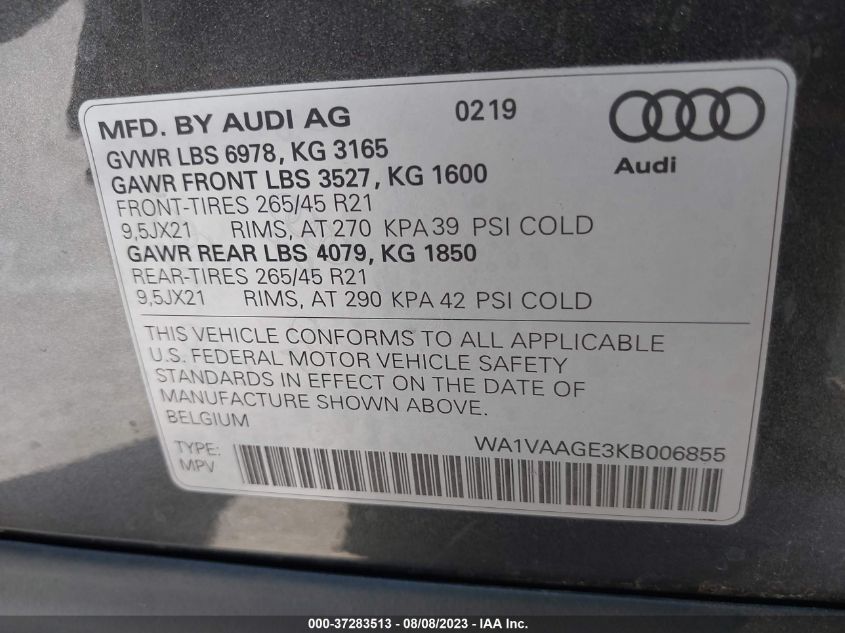 MFD. BY AUDI AG 0219
GVWR LBS 6978, KG 3165
GAWR FRONT LBS 3527, KG 1600
FRONT-TIRES 265/45 R21
9,5JX21 RIMS, AT 270 KPA 39 PSI COLD
GAWR REAR LBS 4079, KG 1850
REAR-TIRES 265/45 R21
9,5JX21 RIMS, AT 290 KPA 42 PSI COLD
Audi
THIS VEHICLE CONFORMS TO ALL APPLICABLE
U.S. FEDERAL MOTOR VEHICLE SAFETY
STANDARDS IN EFFECT ON THE DATE OF
MANUFACTURE SHOWN ABOVE.
BELGIUM
WA1VAAGE3KB006855
TYPE:
MPV
000-37283513 — 08/08/2023 — IAA Inc.